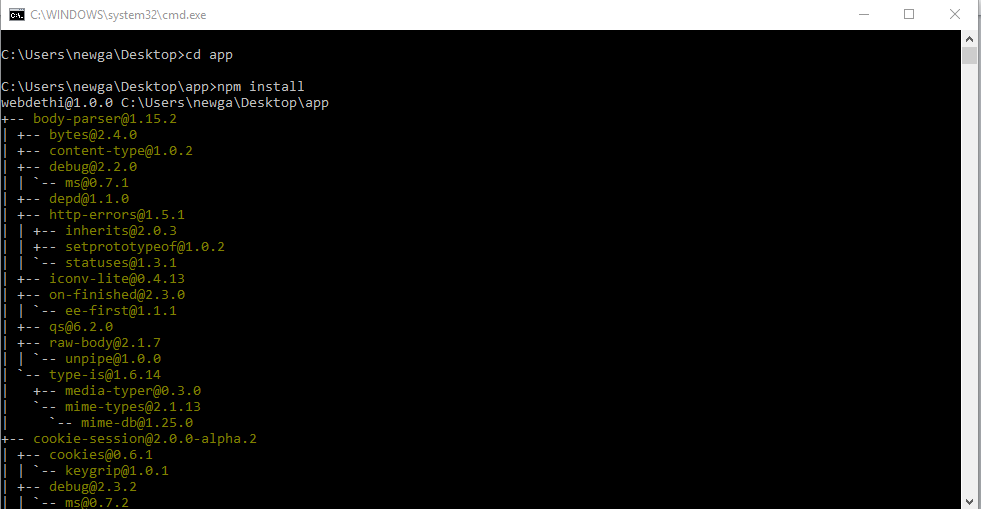 C:\WINDOWS\system32\cmd.exe
C:\Users\newga\Desktop>cd app
C:\Users\newga\Desktop\app>npm install
webdethi@1.0.0 C:\Users\newga\Desktop\app
+-- body-parser@1.15.2
| +-- bytes@2.4.0
| +-- content-type@1.0.2
| +-- debug@2.2.0
| | `-- ms@0.7.1
| +-- depd@1.1.0
| +-- http-errors@1.5.1
| | +-- inherits@2.0.3
| | +-- setprototypeof@1.0.2
| | `-- statuses@1.3.1
| +-- iconv-lite@0.4.13
| +-- on-finished@2.3.0
| | `-- ee-first@1.1.1
| +-- qs@6.2.0
| +-- raw-body@2.1.7
| | `-- unpipe@1.0.0
| `-- type-is@1.6.14
|   +-- media-typer@0.3.0
|   `-- mime-types@2.1.13
|     `-- mime-db@1.25.0
+-- cookie-session@2.0.0-alpha.2
| +-- cookies@0.6.1
| | `-- keygrip@1.0.1
| +-- debug@2.3.2
| | `-- ms@0.7.2